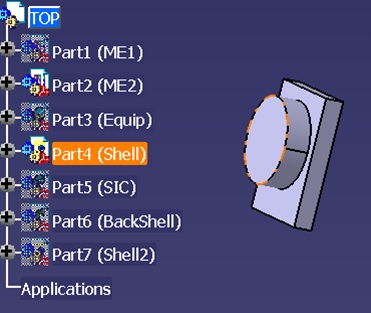 TOP
Part1 (ME1)
Part2 (ME2)
Part3 (Equip)
Part4 (Shell)
Part5 (SIC)
Part6 (BackShell)
Part7 (Shell2)
Applications